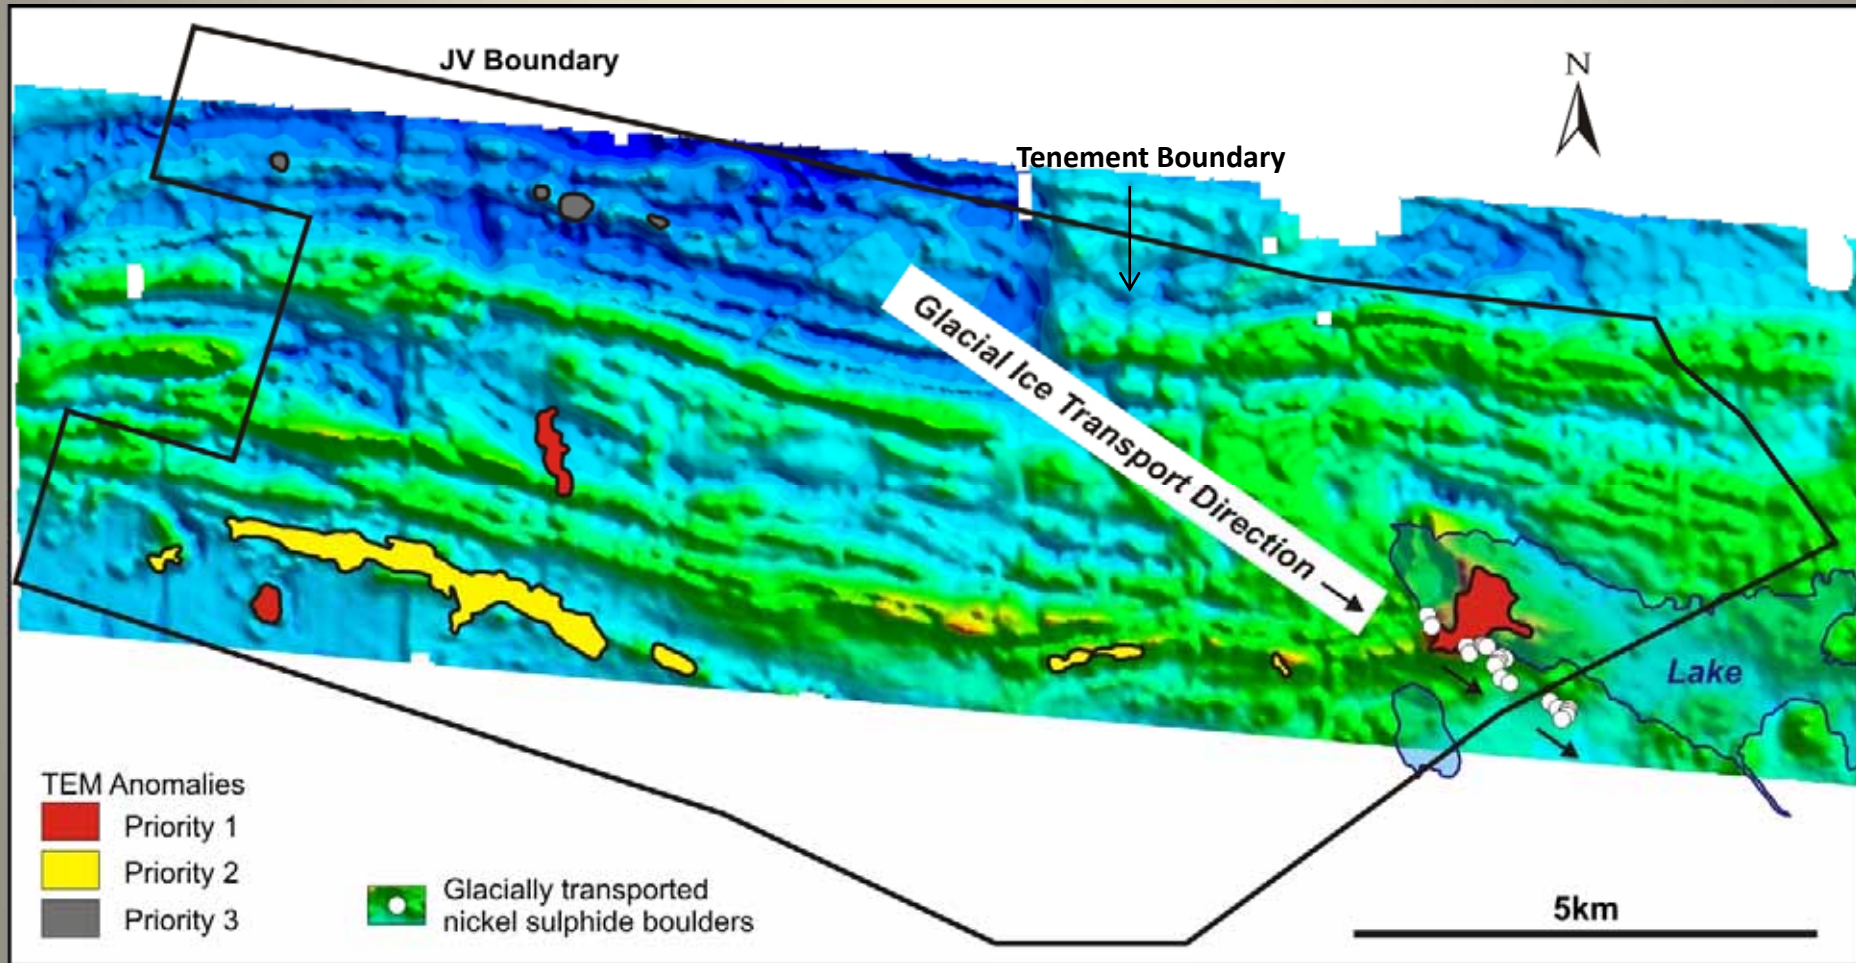 JV Boundary
N
Tenement Boundary
Glacial Ice Transport Direction
Lake
TEM Anomalies
Priority 1
Priority 2
Priority 3
Glacially transported
nickel sulphide boulders
5km